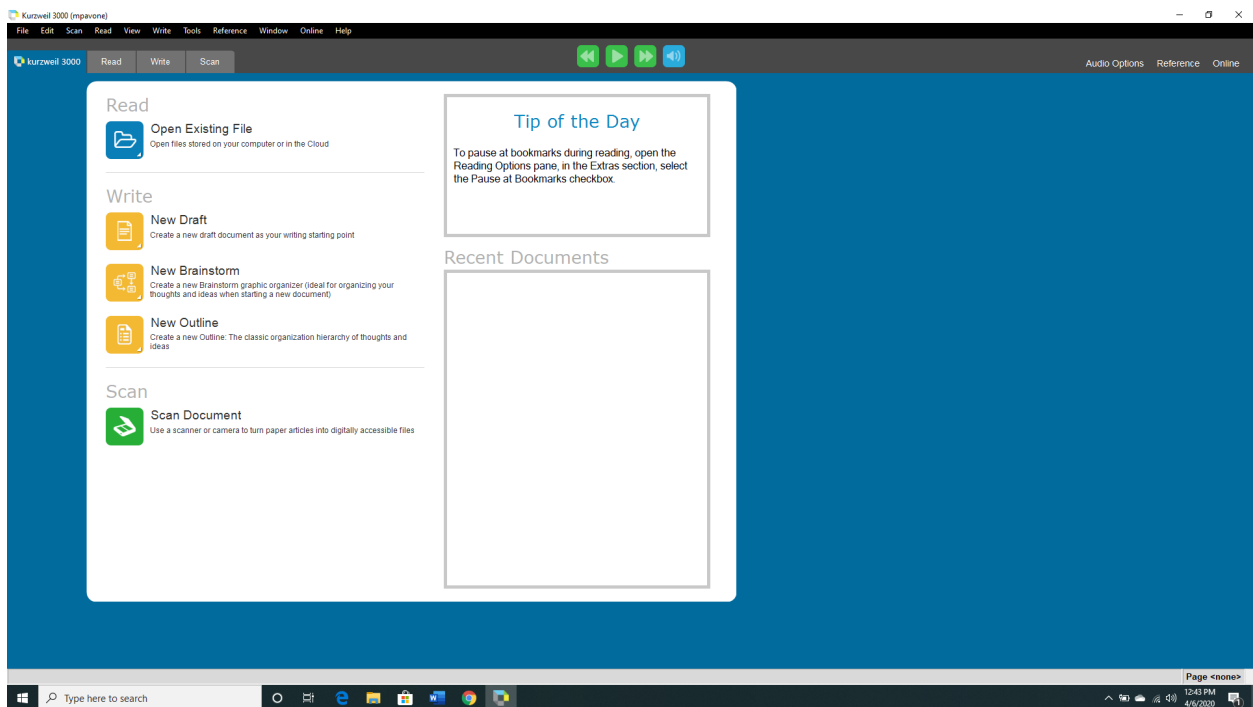 Kurzweil 3000 (mpavone)
File Edit Scan Read View Write Tools Reference Window Online Help
kurzweil 3000 Read Write Scan
Audio Options Reference Online
Read
Open Existing File
Open files stored on your computer or in the Cloud
Write
New Draft
Create a new draft document as your writing starting point
New Brainstorm
Create a new Brainstorm graphic organizer (ideal for organizing your
thoughts and ideas when starting a new document)
New Outline
Create a new Outline: The classic organization hierarchy of thoughts and
ideas
Scan
Scan Document
Use a scanner or camera to turn paper articles into digitally accessible files
Tip of the Day
To pause at bookmarks during reading, open the
Reading Options pane, in the Extras section, select
the Pause at Bookmarks checkbox.
Recent Documents
Page <none>
Type here to search
12:43 PM
4/6/2020